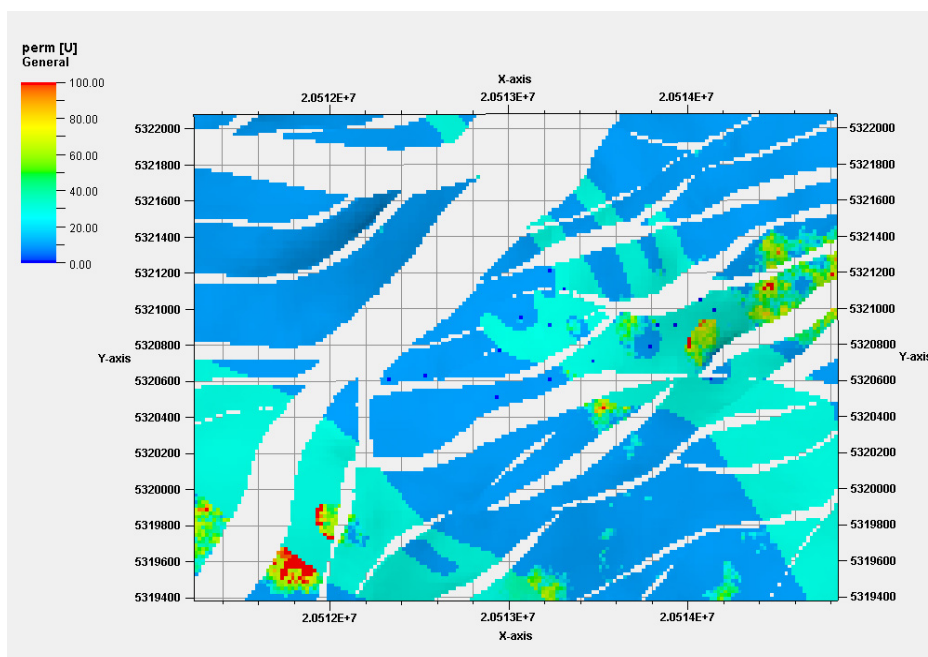 perm [U]
General
100.00
80.00
60.00
40.00
20.00
0.00
X-axis
2.0512E+7 2.0513E+7 2.0514E+7
5322000 5322000
5321800 5321800
5321600 5321600
5321400 5321400
5321200 5321200
5321000 5321000
5320800 5320800
Y-axis Y-axis
5320600 5320600
5320400 5320400
5320200 5320200
5320000 5320000
5319800 5319800
5319600 5319600
5319400 5319400
2.0512E+7 2.0513E+7 2.0514E+7
X-axis